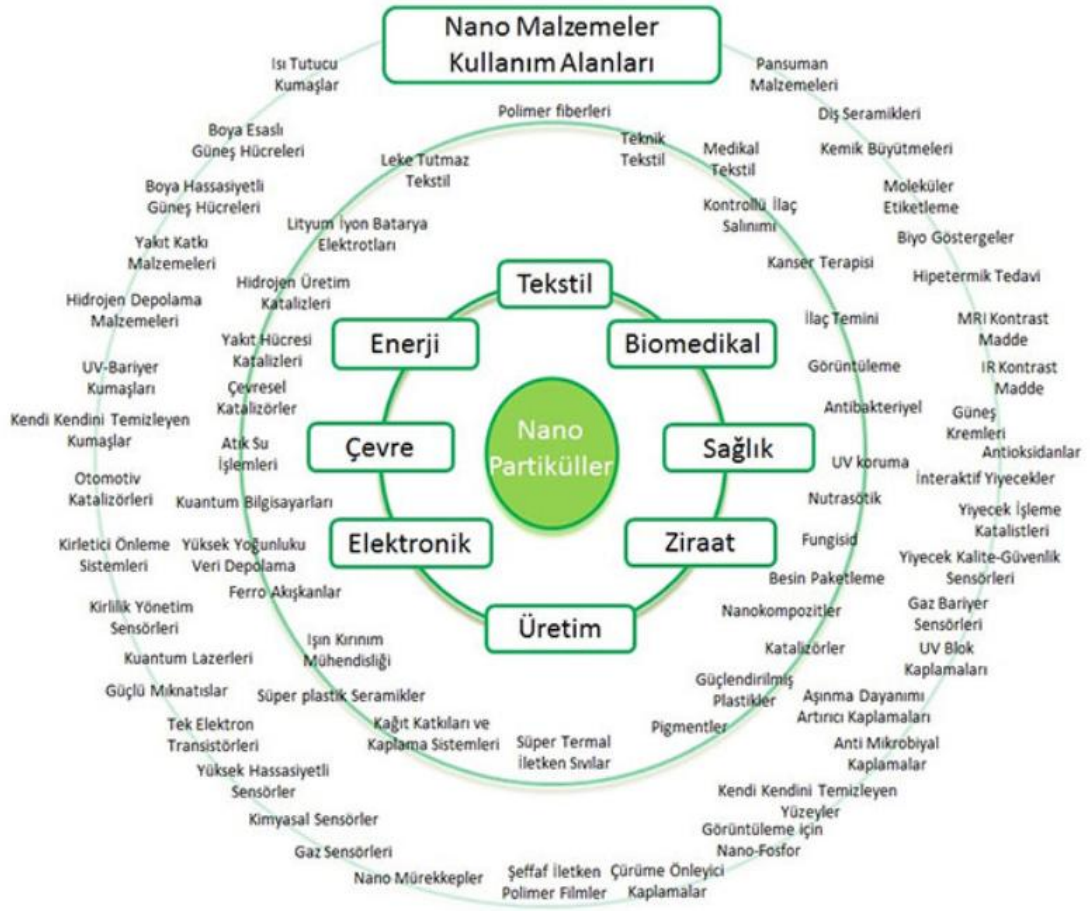 Nano Malzemeler
Kullanım Alanları
Isı Tutucu
Kumaşlar
Boya Esaslı
Güneş Hücreleri
Boya Hassasiyetli
Güneş Hücreleri
Yakıt Katkı
Malzemeleri
Hidrojen Depolama
Malzemeleri
UV-Bariyer
Kumaşları
Kendi Kendini Temizleyen
Kumaşlar
Otomotiv
Katalizörleri
Kirletici Önleme
Sistemleri
Kirlilik Yönetim
Sensörleri
Kuantum Lazerleri
Güçlü Mıknatıslar
Tek Elektron
Transistörleri
Yüksek Hassasiyetli
Sensörler
Kimyasal Sensörler
Gaz Sensörleri
Nano Mürekkepler
Şeffaf İletken
Polimer Filmler
Çürüme Önleyici
Kaplamalar
Polimer fiberleri
Leke Tutmaz
Tekstil
Lityum İyon Batarya
Elektrotları
Hidrojen Üretim
Katalizleri
Yakıt Hücresi
Katalizleri
Çevresel
Katalizörler
Atık Su
İşlemleri
Kuantum Bilgisayarları
Yüksek Yoğunluku
Veri Depolama
Ferro Akışkanlar
Işın Kırınım
Mühendisliği
Süper plastik Seramikler
Kağıt Katkıları ve
Kaplama Sistemleri
Süper Termal
İletken Sıvılar
Tekstil
Enerji
Biomedikal
Çevre
Nano
Partiküller
Sağlık
Elektronik
Ziraat
Üretim
Teknik
Tekstil
Medikal
Tekstil
Kontrollü İlaç
Salınımı
Kanser Terapisi
İlaç Temini
Görüntüleme
Antibakteriyel
UV koruma
Nutrasötik
Fungisid
Besin Paketleme
Nanokompozitler
Katalizörler
Güçlendirilmiş
Plastikler
Pigmentler
Pansuman
Malzemeleri
Diş Seramikleri
Kemik Büyütmeleri
Moleküler
Etiketleme
Biyo Göstergeler
Hipetermik Tedavi
MRI Kontrast
Madde
IR Kontrast
Madde
Güneş
Kremleri
Antioksidanlar
İnteraktif Yiyecekler
Yiyecek İşleme
Katalistleri
Yiyecek Kalite-Güvenlik
Sensörleri
Gaz Bariyer
Sensörleri
UV Blok
Kaplamaları
Aşınma Dayanımı
Artırıcı Kaplamaları
Anti Mikrobiyal
Kaplamalar
Kendi Kendini Temizleyen
Yüzeyler
Görüntüleme için
Nano-Fosfor